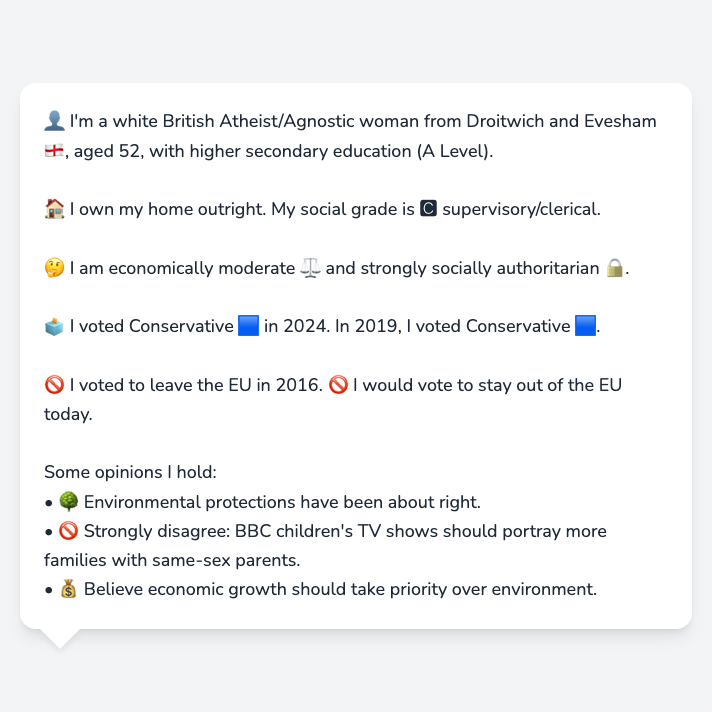 👤 I'm a white British Atheist/Agnostic woman from Droitwich and Evesham
🏴󠁧󠁢󠁥󠁮󠁧󠁿, aged 52, with higher secondary education (A Level).
🏠 I own my home outright. My social grade is C supervisory/clerical.
🤔 I am economically moderate ⚖️ and strongly socially authoritarian 🔒.
🗳️ I voted Conservative 🟦 in 2024. In 2019, I voted Conservative 🟦.
🚫 I voted to leave the EU in 2016. 🚫 I would vote to stay out of the EU
today.
Some opinions I hold:
• 🌳 Environmental protections have been about right.
• 🚫 Strongly disagree: BBC children's TV shows should portray more
families with same-sex parents.
• 💰 Believe economic growth should take priority over environment.